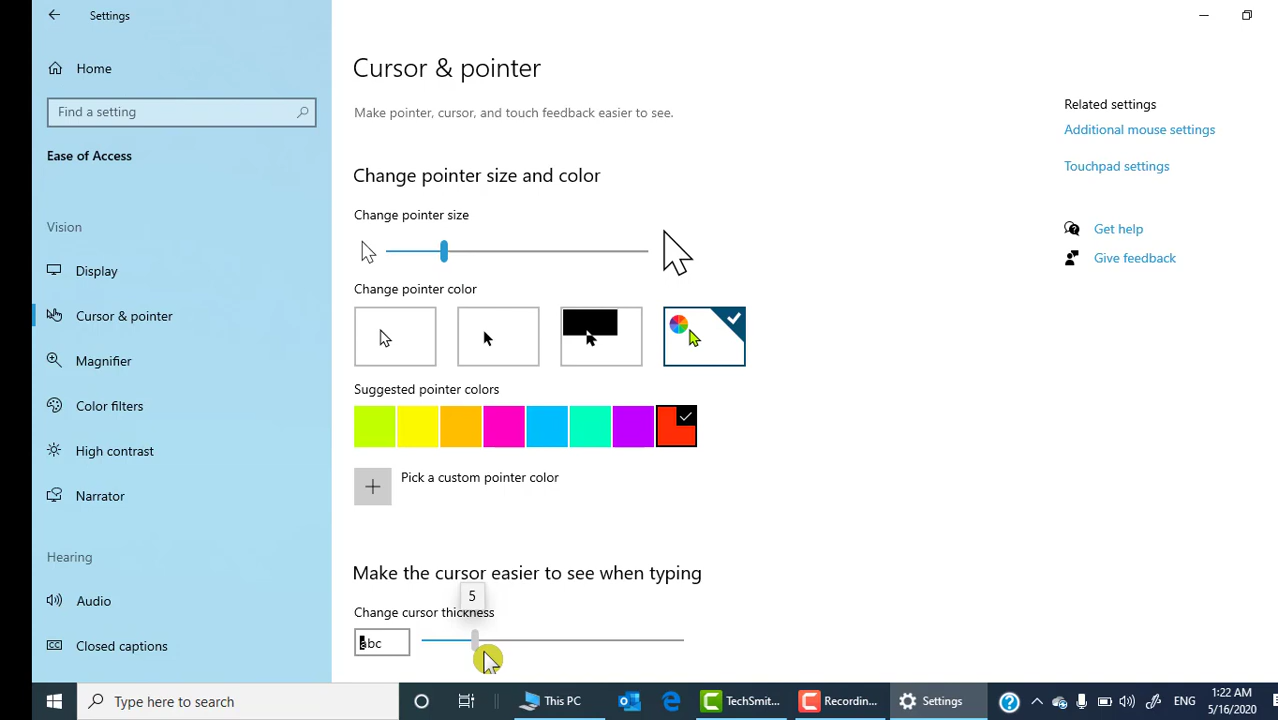 Settings
Home
Find a setting
Ease of Access
Vision
Display
Cursor & pointer
Magnifier
Color filters
High contrast
Narrator
Hearing
Audio
Closed captions
Cursor & pointer
Make pointer, cursor, and touch feedback easier to see.
Change pointer size and color
Change pointer size
Change pointer color
Suggested pointer colors
Pick a custom pointer color
Make the cursor easier to see when typing
5
Change cursor thickness
abc
Related settings
Additional mouse settings
Touchpad settings
Get help
Give feedback
Type here to search
This PC
TechSmit...
Recordin...
Settings
ENG
1:22 AM
5/16/2020